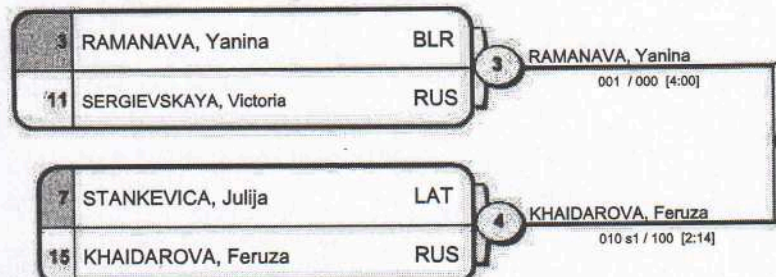 3 RAMANAVA, Yanina BLR
11 SERGIEVSKAYA, Victoria RUS
3 RAMANAVA, Yanina
001 / 000 [4:00]
7 STANKEVICA, Julija LAT
15 KHAIDAROVA, Feruza RUS
4 KHAIDAROVA, Feruza
010 s1 / 100 [2:14]